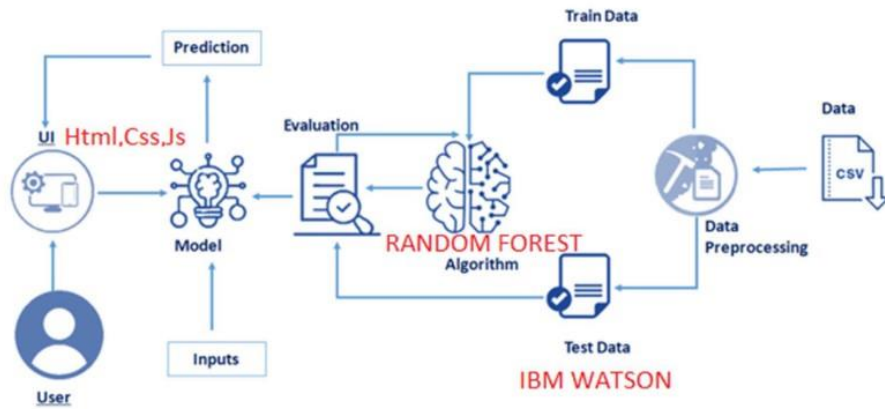 Train Data
Prediction
Data
UI Html,Css,Js
Evaluation
CSV
Model
RANDOM FOREST
Algorithm
Data
Preprocessing
Inputs
Test Data
IBM WATSON
User